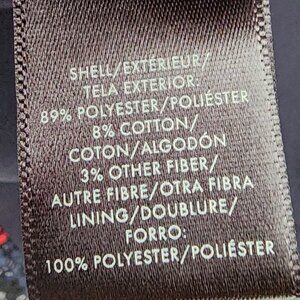 SHELL/EXTÉRIEUR/
TELA EXTERIOR:
89% POLYESTER/POLIÉSTER
8% COTTON/
COTON/ALGODÓN
3% OTHER FIBER/
AUTRE FIBRE/OTRA FIBRA
LINING/DOUBLURE/
FORRO:
100% POLYESTER/POLIÉSTER